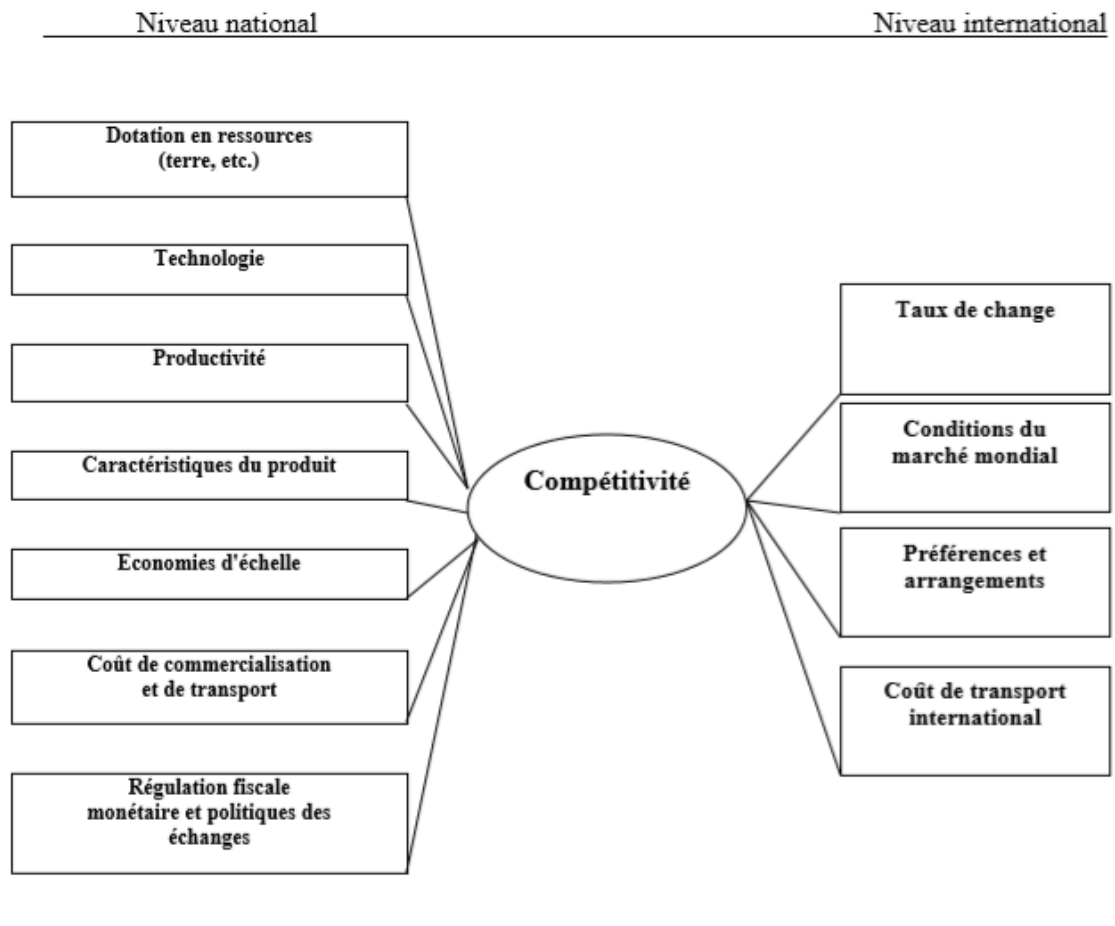 Niveau national
Niveau international
Dotation en ressources
(terre, etc.)
Technologie
Productivité
Caractéristiques du produit
Economies d'échelle
Coût de commercialisation
et de transport
Régulation fiscale
monétaire et politiques des
échanges
Compétitivité
Taux de change
Conditions du
marché mondial
Préférences et
arrangements
Coût de transport
international